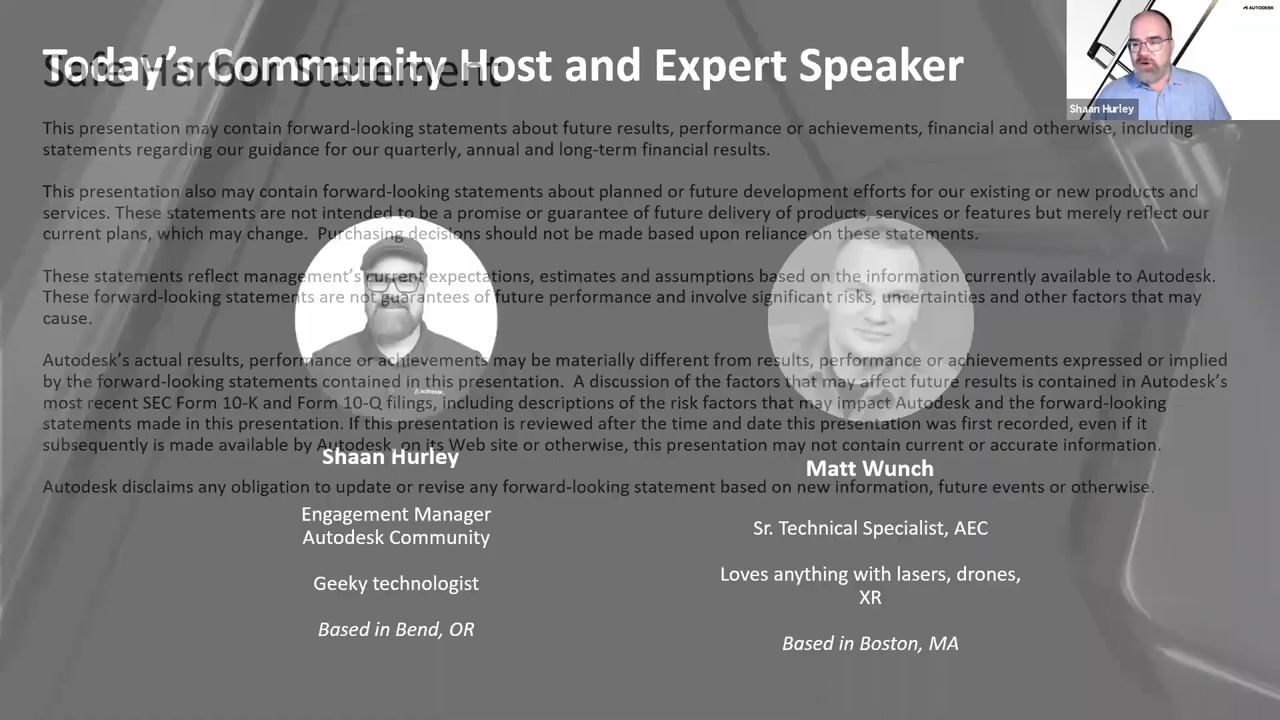 AUTODESK
Today's Community Host and Expert Speaker
Safe Harbor Statement
Shaan Hurley
This presentation may contain forward-looking statements about future results, performance or achievements, financial and otherwise, including
statements regarding our guidance for our quarterly, annual and long-term financial results.
This presentation also may contain forward-looking statements about planned or future development efforts for our existing or new products and
services. These statements are not intended to be a promise or guarantee of future delivery of products, services or features but merely reflect our
current plans, which may change.  Purchasing decisions should not be made based upon reliance on these statements.
These statements reflect management's current expectations, estimates and assumptions based on the information currently available to Autodesk.
These forward-looking statements are not guarantees of future performance and involve significant risks, uncertainties and other factors that may
cause.
Autodesk's actual results, performance or achievements may be materially different from results, performance or achievements expressed or implied
by the forward-looking statements contained in this presentation.  A discussion of the factors that may affect future results is contained in Autodesk's
most recent SEC Form 10-K and Form 10-Q filings, including descriptions of the risk factors that may impact Autodesk and the forward-looking
statements made in this presentation. If this presentation is reviewed after the time and date this presentation was first recorded, even if it
subsequently is made available by Autodesk, on its Web site or otherwise, this presentation may not contain current or accurate information.
Autodesk disclaims any obligation to update or revise any forward-looking statement based on new information, future events or otherwise.
AUTODESK
Shaan Hurley
Engagement Manager
Autodesk Community
Geeky technologist
Based in Bend, OR
Matt Wunch
Sr. Technical Specialist, AEC
Loves anything with lasers, drones,
XR
Based in Boston, MA